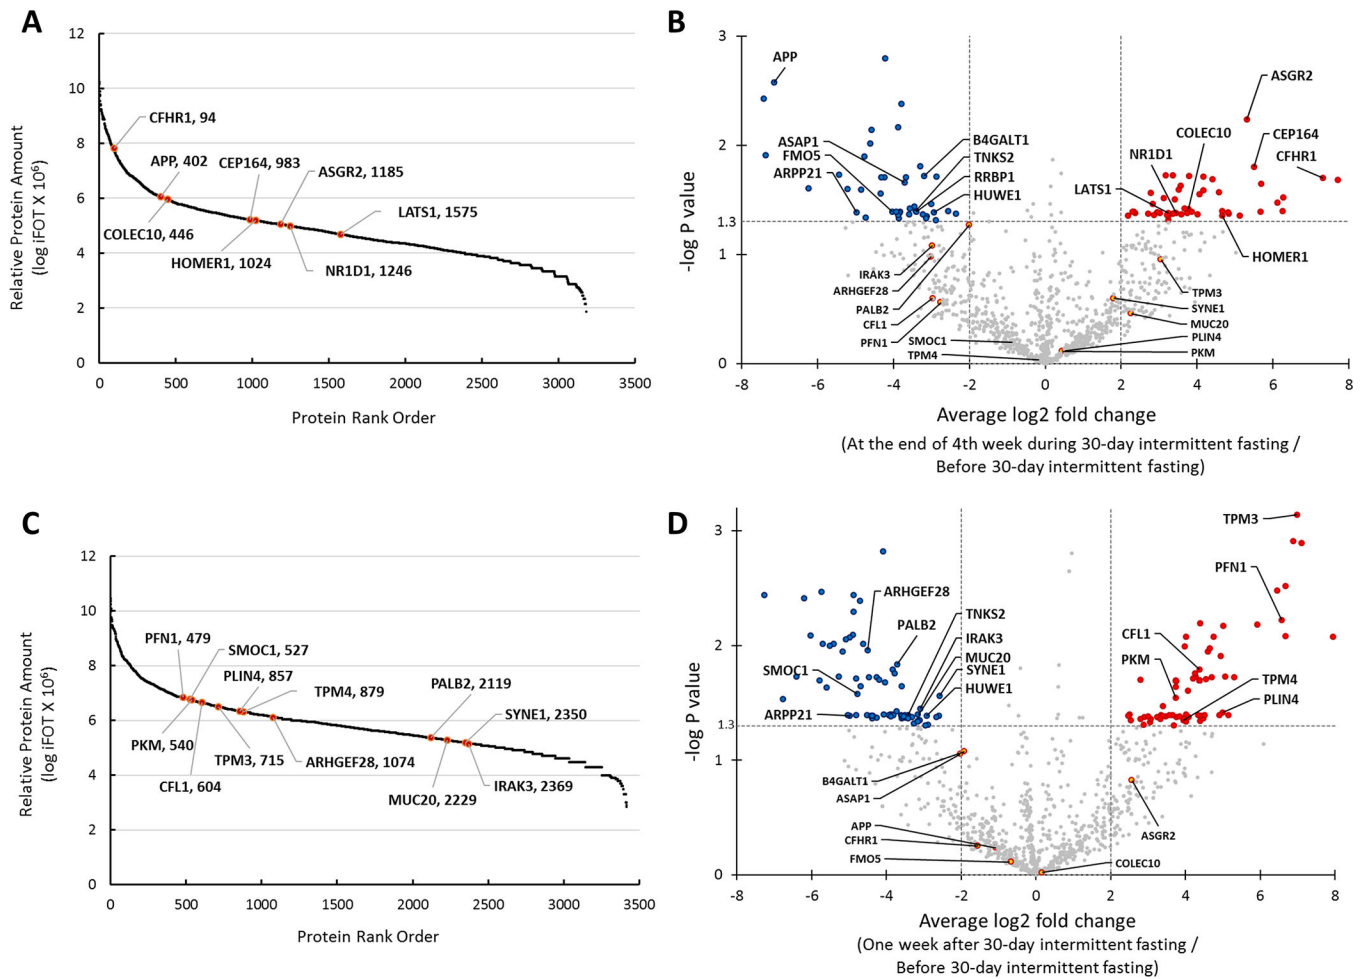 A
12
10
8
6
4
2
0
Relative Protein Amount
(log iFOT X 10⁶)
CFHR1, 94
APP, 402
CEP164, 983
ASGR2, 1185
LATS1, 1575
COLEC10, 446
HOMER1, 1024
NR1D1, 1246
0 500 1000 1500 2000 2500 3000 3500
Protein Rank Order
B
3
2
1.3
1
0
-log P value
APP
ASGR2
ASAP1
FMO5
ARPP21
B4GALT1
TNKS2
RRBP1
HUWE1
COLEC10
CEP164
NR1D1
CFHR1
LATS1
HOMER1
IRAK3
ARHGEF28
PALB2
CFL1
PFN1
SMOC1
TPM4
TPM3
SYNE1
MUC20
PLIN4
PKM
-8 -6 -4 -2 0 2 4 6 8
Average log2 fold change
(At the end of 4th week during 30-day intermittent fasting /
Before 30-day intermittent fasting)
C
12
10
8
6
4
2
0
Relative Protein Amount
(log iFOT X 10⁶)
PFN1, 479
SMOC1, 527
PLIN4, 857
TPM4, 879
PALB2, 2119
SYNE1, 2350
PKM, 540
CFL1, 604
TPM3, 715
ARHGEF28, 1074
MUC20, 2229
IRAK3, 2369
0 500 1000 1500 2000 2500 3000 3500
Protein Rank Order
D
3
2
1.3
1
0
-log P value
TPM3
PFN1
ARHGEF28
TNKS2
PALB2
IRAK3
MUC20
SYNE1
HUWE1
SMOC1
ARPP21
CFL1
PKM
TPM4
PLIN4
B4GALT1
ASAP1
APP
CFHR1
FMO5
ASGR2
COLEC10
-8 -6 -4 -2 0 2 4 6 8
Average log2 fold change
(One week after 30-day intermittent fasting /
Before 30-day intermittent fasting)